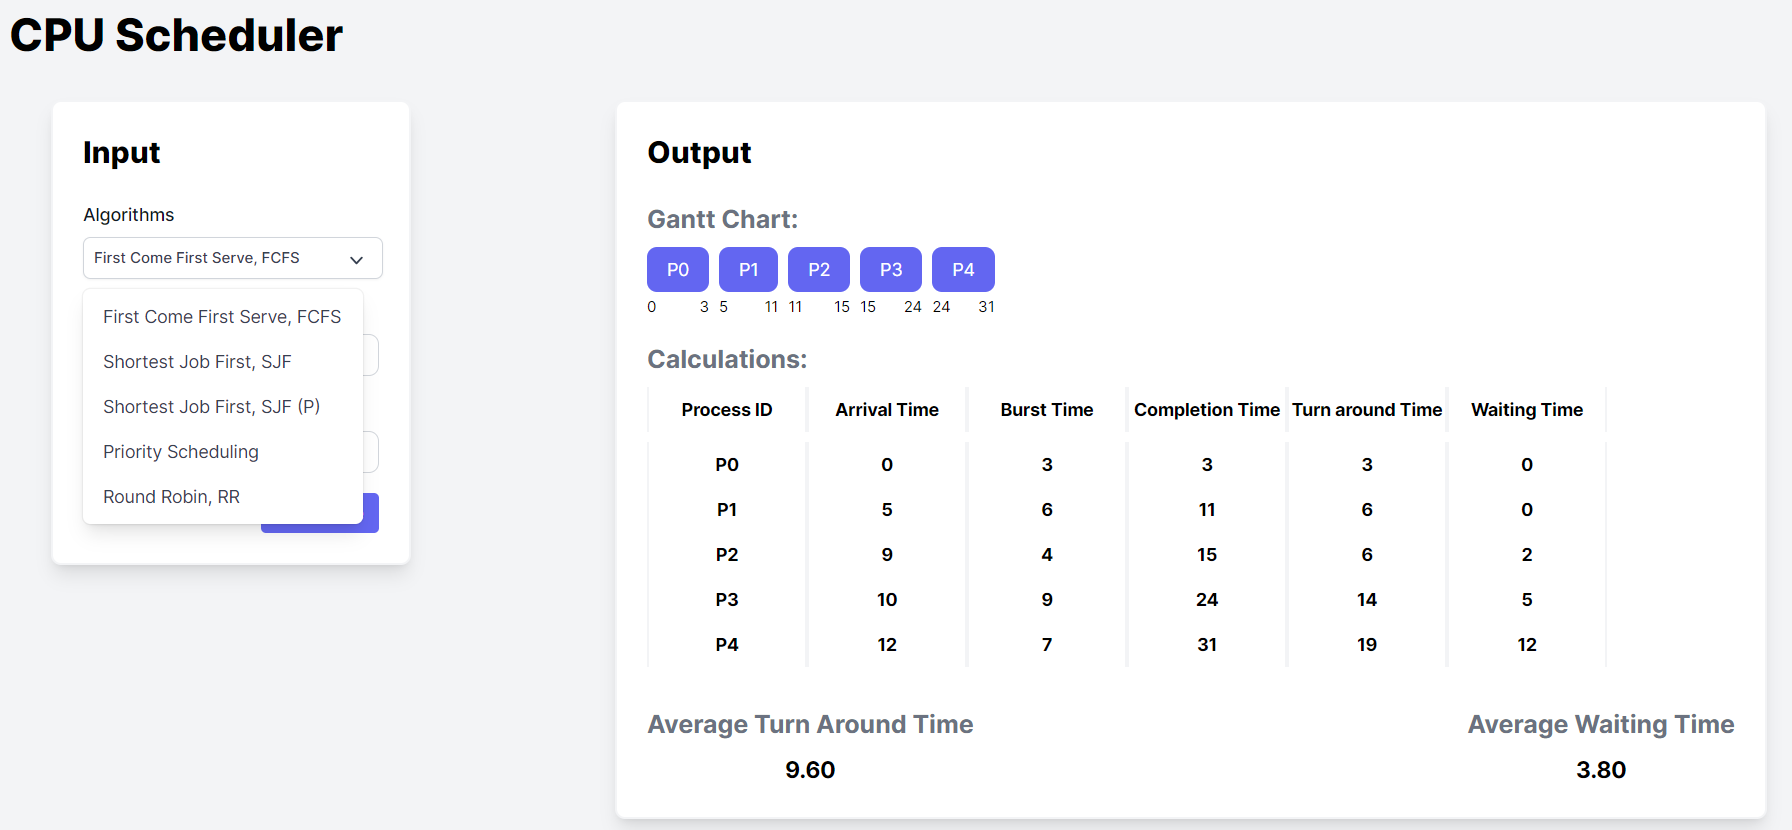 CPU Scheduler
Input
Algorithms
First Come First Serve, FCFS
First Come First Serve, FCFS
Shortest Job First, SJF
Shortest Job First, SJF (P)
Priority Scheduling
Round Robin, RR
Output
Gantt Chart:
P0 P1 P2 P3 P4
0 3 5 11 11 15 15 24 24 31
Calculations:
Process ID Arrival Time Burst Time Completion Time Turn around Time Waiting Time
P0 0 3 3 3 0
P1 5 6 11 6 0
P2 9 4 15 6 2
P3 10 9 24 14 5
P4 12 7 31 19 12
Average Turn Around Time Average Waiting Time
9.60 3.80